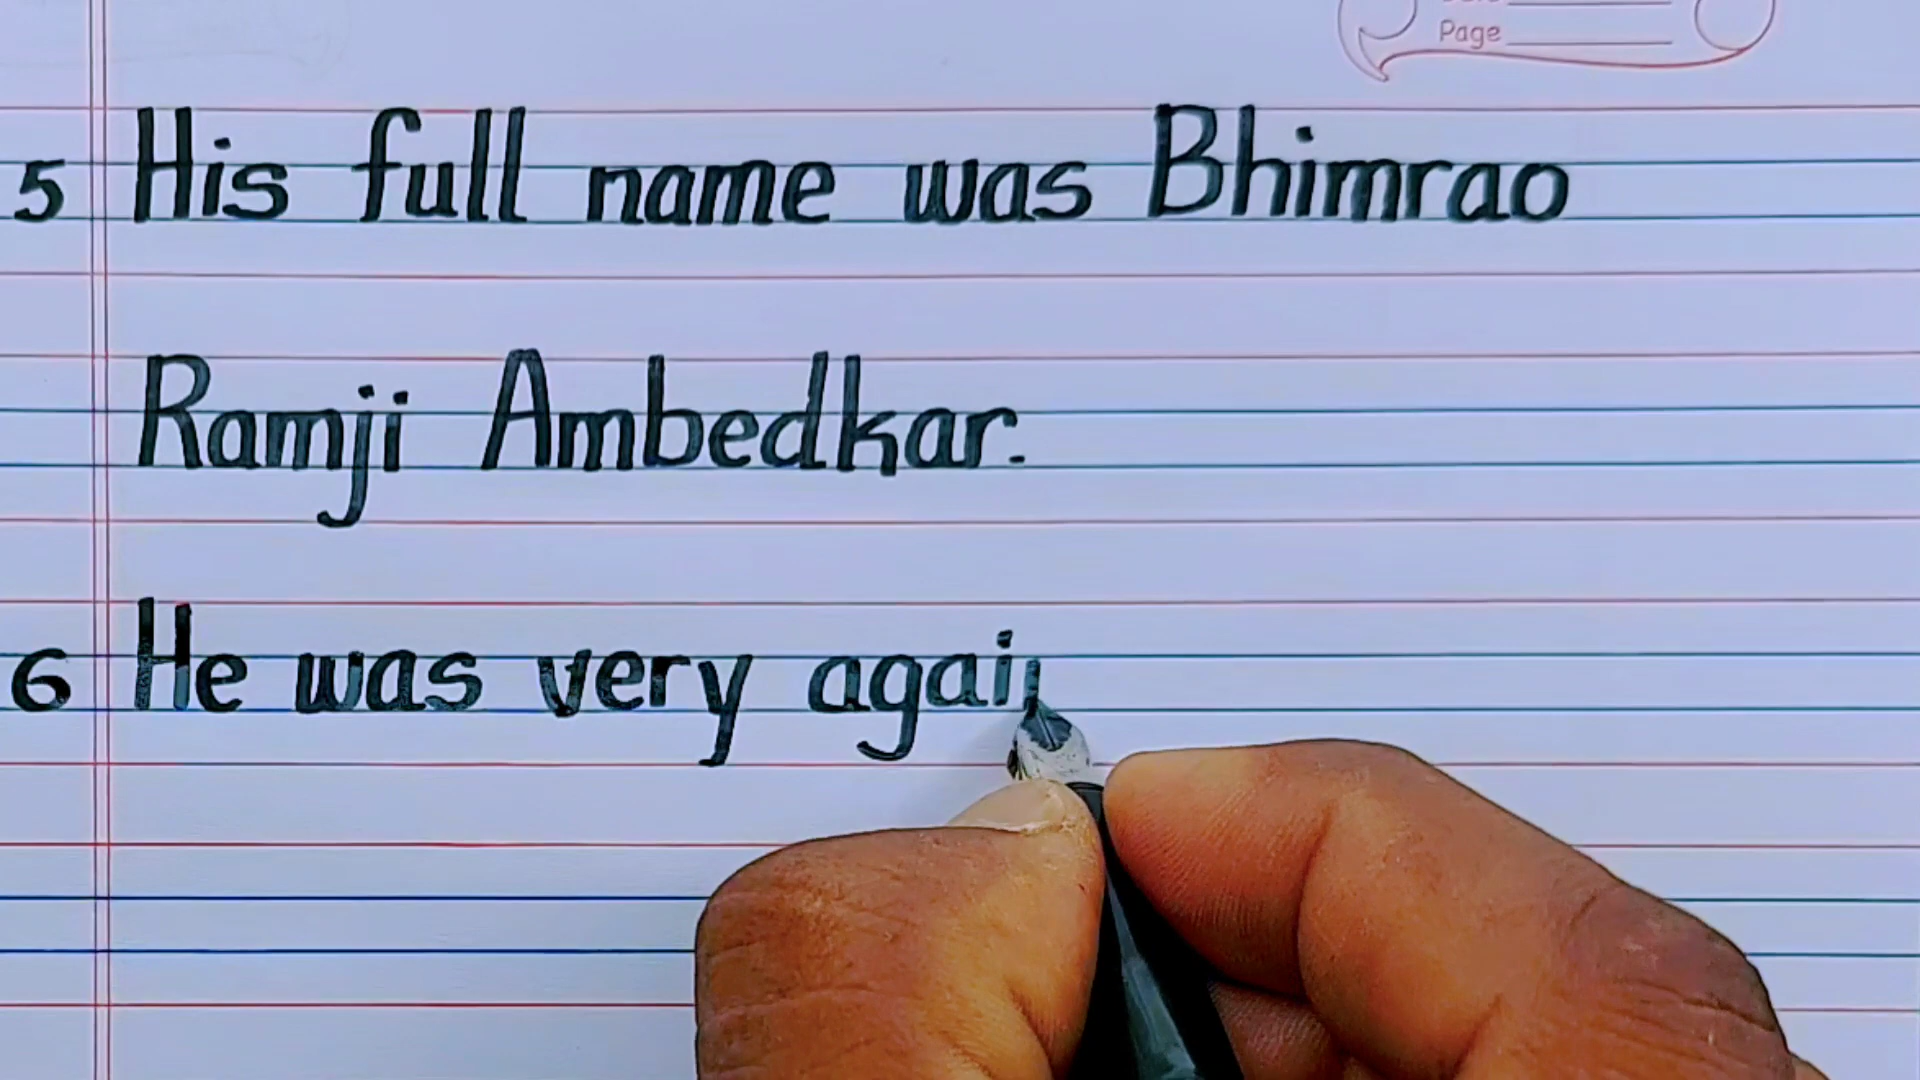 Page
5 His full name was Bhimrao
Ramji Ambedkar.
6 He was very agai